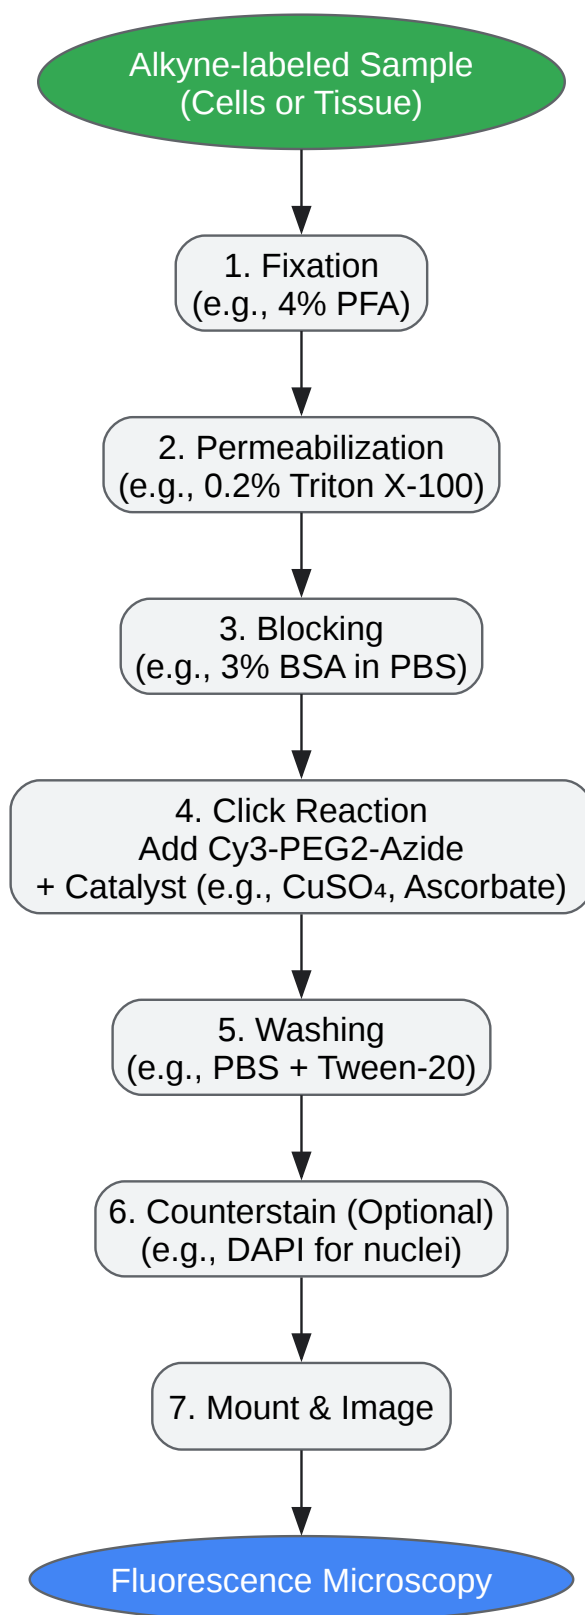 Alkyne-labeled Sample
(Cells or Tissue)
1. Fixation
(e.g., 4% PFA)
2. Permeabilization
(e.g., 0.2% Triton X-100)
3. Blocking
(e.g., 3% BSA in PBS)
4. Click Reaction
Add Cy3-PEG2-Azide
+ Catalyst (e.g., CuSO₄, Ascorbate)
5. Washing
(e.g., PBS + Tween-20)
6. Counterstain (Optional)
(e.g., DAPI for nuclei)
7. Mount & Image
Fluorescence Microscopy